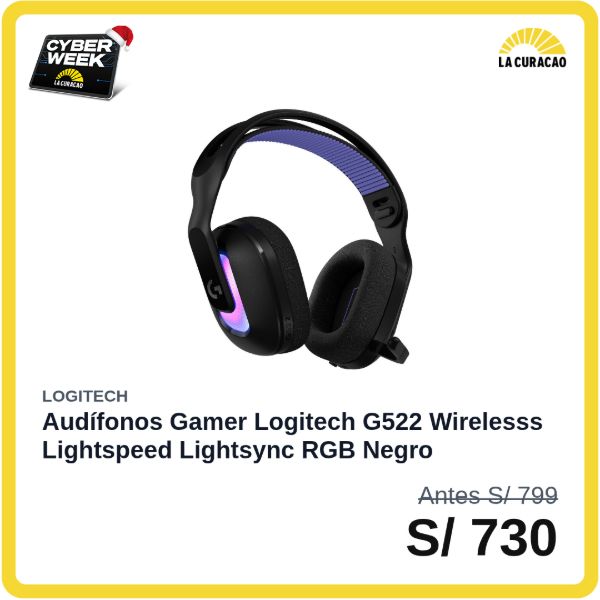 CYBER
WEEK
LA CURACAO
LA CURACAO
LOGITECH
Audífonos Gamer Logitech G522 Wirelesss
Lightspeed Lightsync RGB Negro
Antes S/ 799
S/ 730